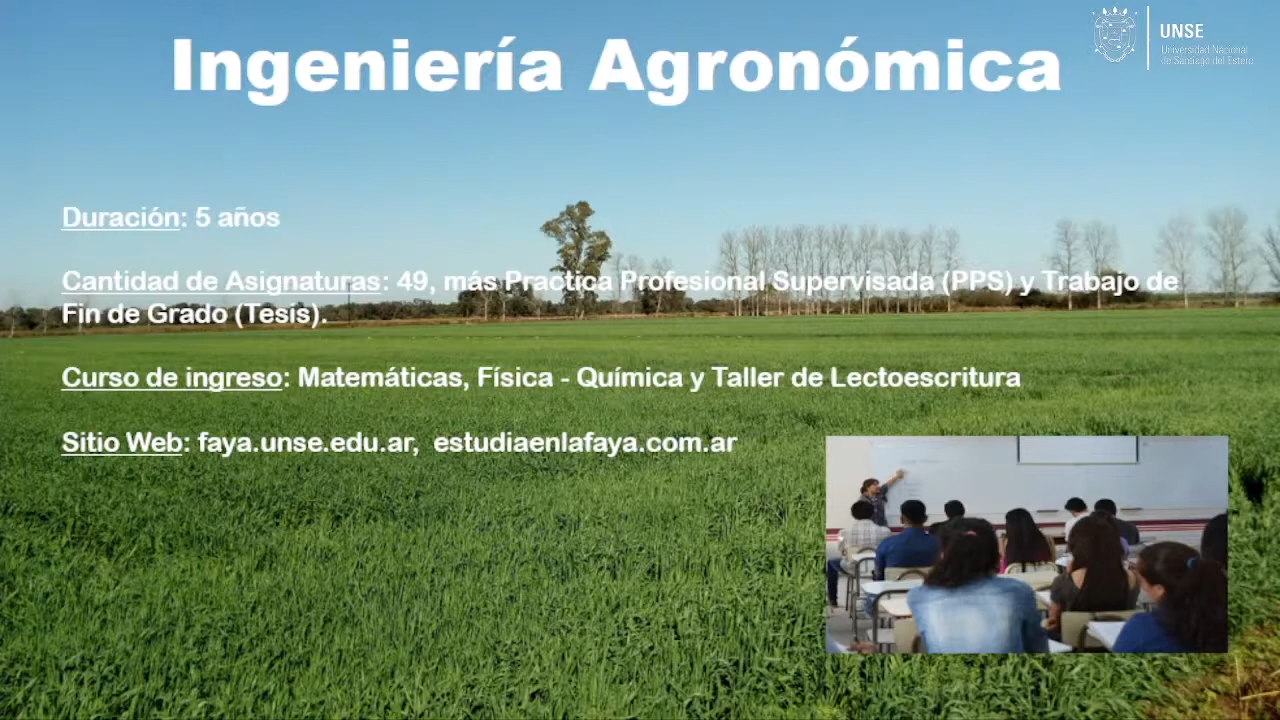 Ingeniería Agronómica
UNSE
Universidad Nacional
de Santiago del Estero
Duración: 5 años
Cantidad de Asignaturas: 49, más Practica Profesional Supervisada (PPS) y Trabajo de
Fin de Grado (Tesis).
Curso de ingreso: Matemáticas, Física - Química y Taller de Lectoescritura
Sitio Web: faya.unse.edu.ar, estudiaenlafaya.com.ar